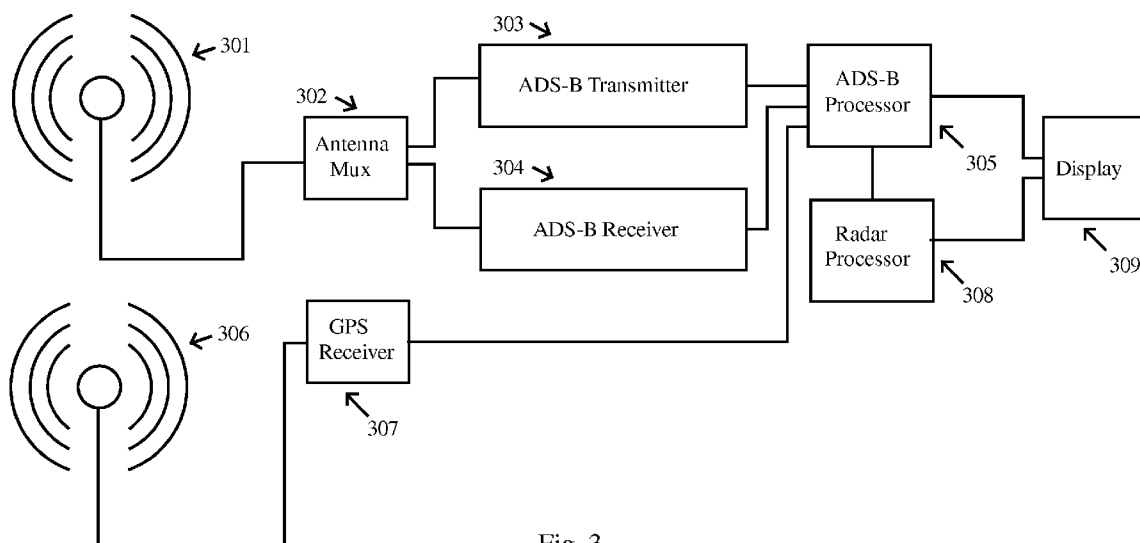 301
302
303
ADS-B Transmitter
ADS-B
Processor
305
Antenna
Mux
304
ADS-B Receiver
Display
309
Radar
Processor
308
306
GPS
Receiver
307
Fig. 3